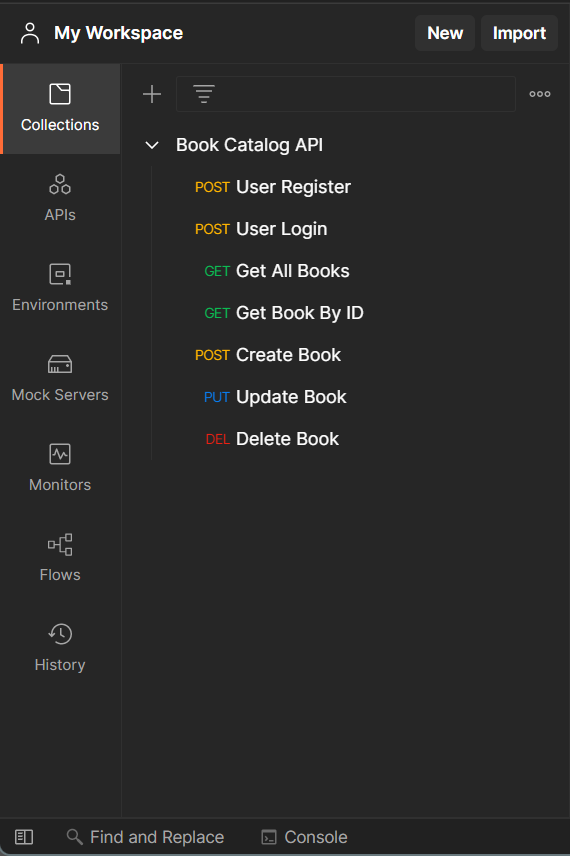 My Workspace
New
Import
Collections
APIs
Environments
Mock Servers
Monitors
Flows
History
Book Catalog API
POST User Register
POST User Login
GET Get All Books
GET Get Book By ID
POST Create Book
PUT Update Book
DEL Delete Book
Find and Replace
Console